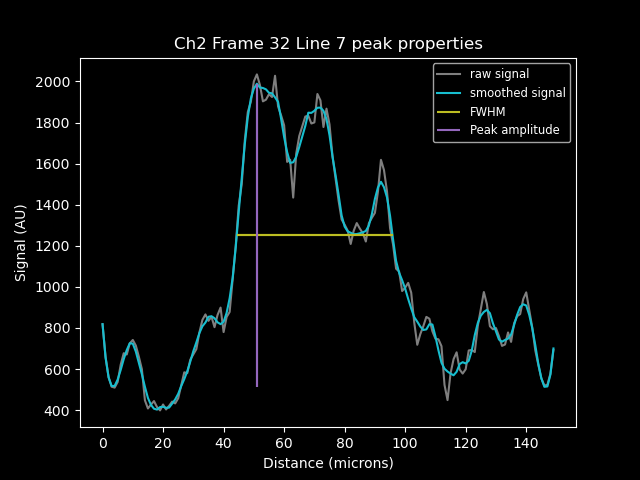 Ch2 Frame 32 Line 7 peak properties
raw signal
smoothed signal
FWHM
Peak amplitude
Signal (AU)
2000
1800
1600
1400
1200
1000
800
600
400
0 20 40 60 80 100 120 140
Distance (microns)